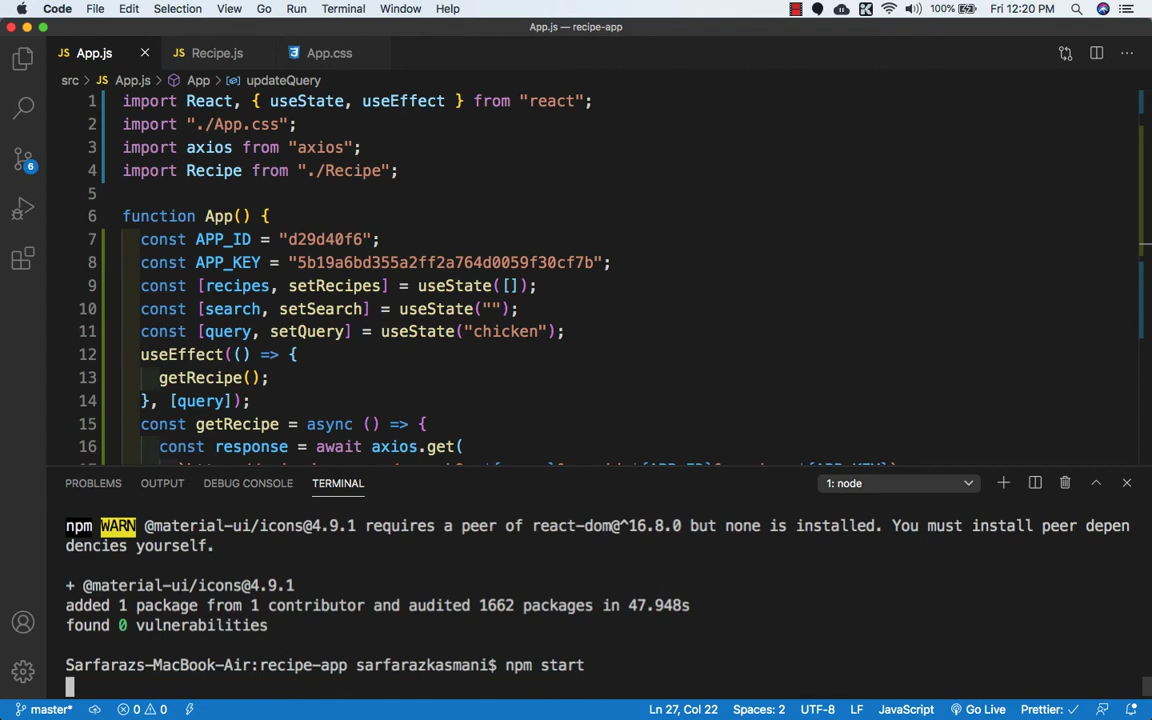 Code File Edit Selection View Go Run Terminal Window Help 100% Fri 12:20 PM
App.js — recipe-app
JS App.js JS Recipe.js App.css
src > JS App.js > App > updateQuery
1 import React, { useState, useEffect } from "react";
2 import "./App.css";
3 import axios from "axios";
4 import Recipe from "./Recipe";
5
6 function App() {
7 const APP_ID = "d29d40f6";
8 const APP_KEY = "5b19a6bd355a2ff2a764d0059f30cf7b";
9 const [recipes, setRecipes] = useState([]);
10 const [search, setSearch] = useState("");
11 const [query, setQuery] = useState("chicken");
12 useEffect(() => {
13 getRecipe();
14 }, [query]);
15 const getRecipe = async () => {
16 const response = await axios.get(
6
PROBLEMS OUTPUT DEBUG CONSOLE TERMINAL 1: node
npm WARN @material-ui/icons@4.9.1 requires a peer of react-dom@^16.8.0 but none is installed. You must install peer depen
dencies yourself.
+ @material-ui/icons@4.9.1
added 1 package from 1 contributor and audited 1662 packages in 47.948s
found 0 vulnerabilities
Sarfarazs-MacBook-Air:recipe-app sarfarazkasmani$ npm start
master* 0 0 Ln 27, Col 22 Spaces: 2 UTF-8 LF JavaScript Go Live Prettier: ✓